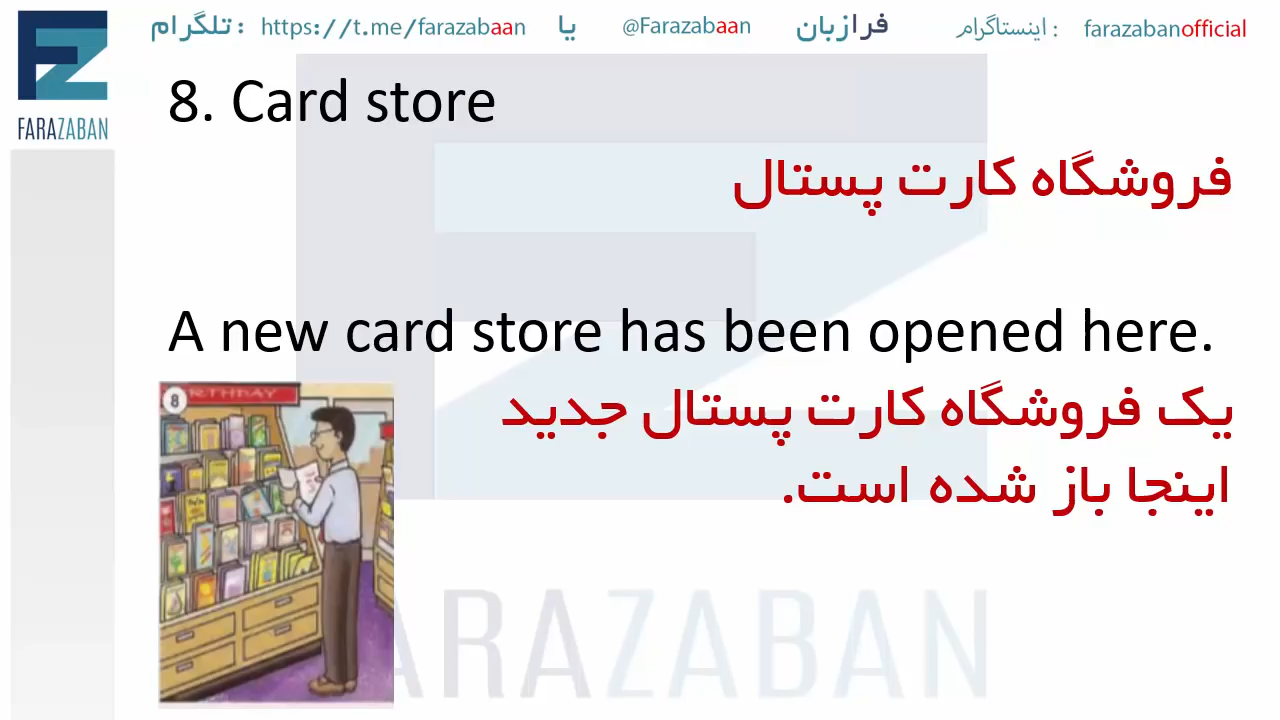 تلگرام : https://t.me/farazabaan یا @Farazabaan فرازبان اینستاگرام : farazabanofficial
FARAZABAN
8. Card store
فروشگاه کارت پستال
A new card store has been opened here.
یک فروشگاه کارت پستال جدید
اینجا باز شده است.
8
FARAZABAN